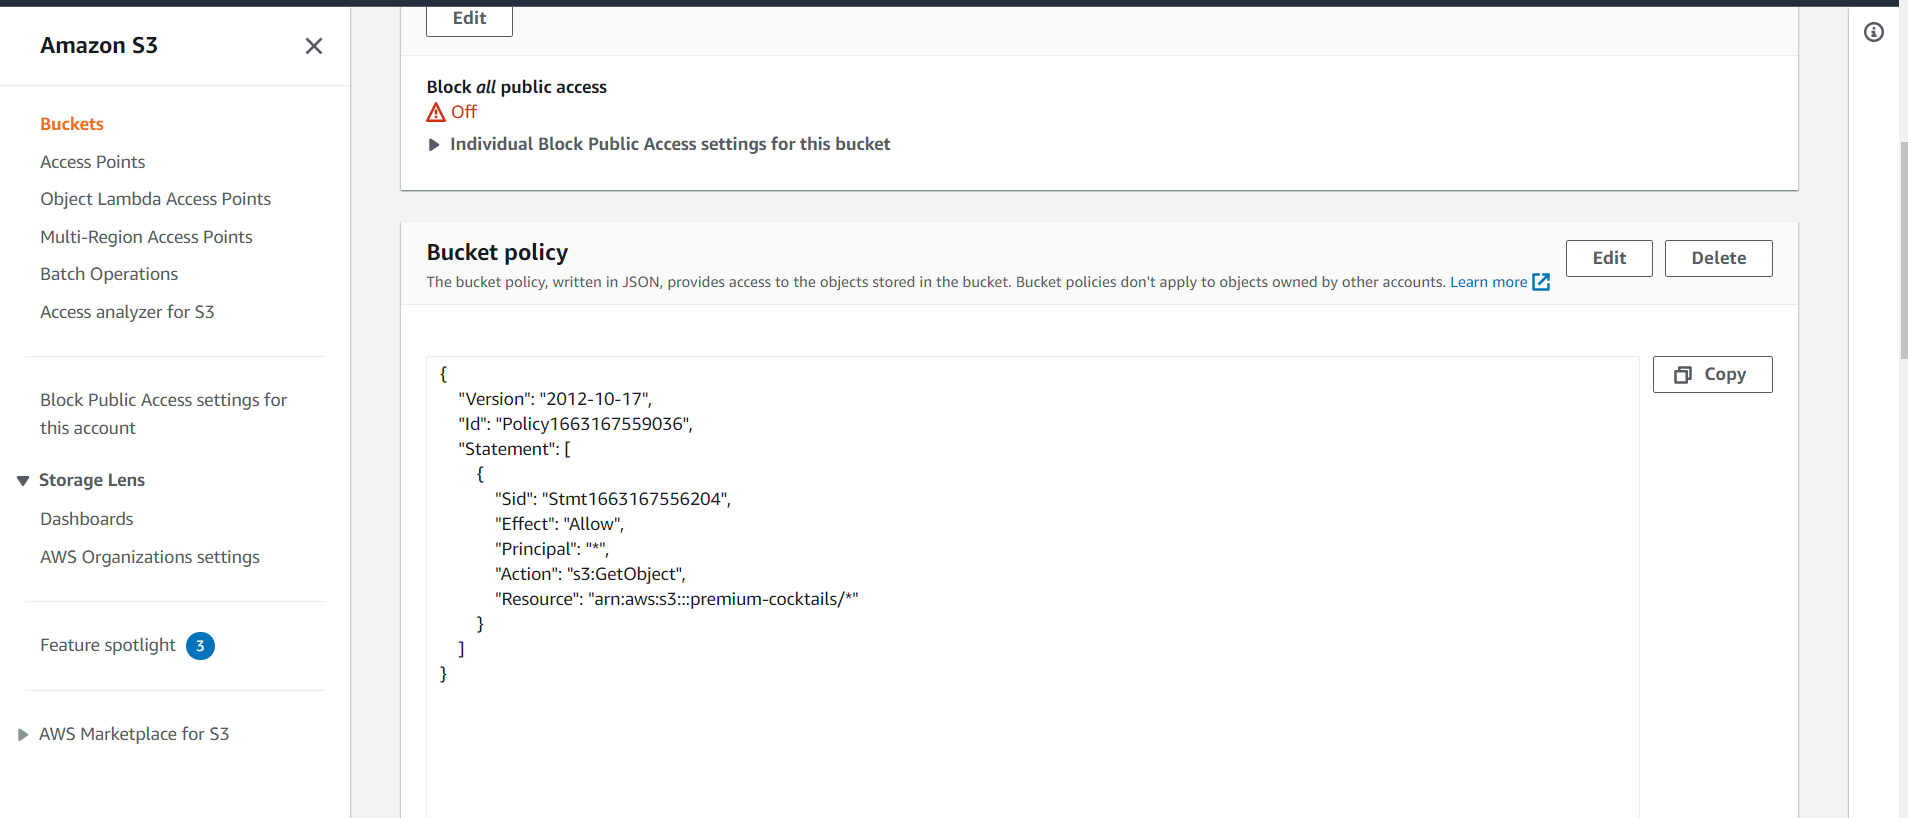 Amazon S3
Buckets
Access Points
Object Lambda Access Points
Multi-Region Access Points
Batch Operations
Access analyzer for S3
Block Public Access settings for
this account
Storage Lens
Dashboards
AWS Organizations settings
Feature spotlight 3
AWS Marketplace for S3
Edit
Block all public access
Off
Individual Block Public Access settings for this bucket
Bucket policy
The bucket policy, written in JSON, provides access to the objects stored in the bucket. Bucket policies don't apply to objects owned by other accounts. Learn more
Edit
Delete
{
"Version": "2012-10-17",
"Id": "Policy1663167559036",
"Statement": [
{
"Sid": "Stmt1663167556204",
"Effect": "Allow",
"Principal": "*",
"Action": "s3:GetObject",
"Resource": "arn:aws:s3:::premium-cocktails/*"
}
]
}
Copy